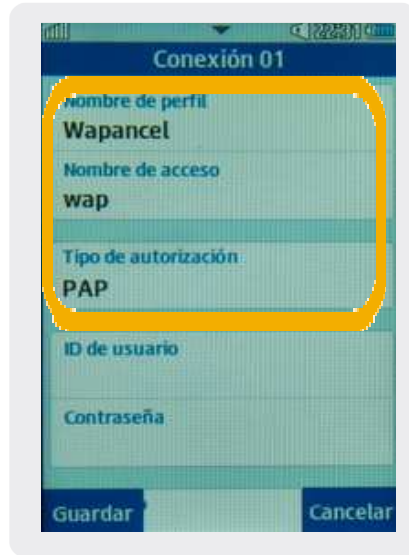 Conexión 01
Nombre de perfil
Wapancel
Nombre de acceso
wap
Tipo de autorización
PAP
ID de usuario
Contraseña
Guardar
Cancelar